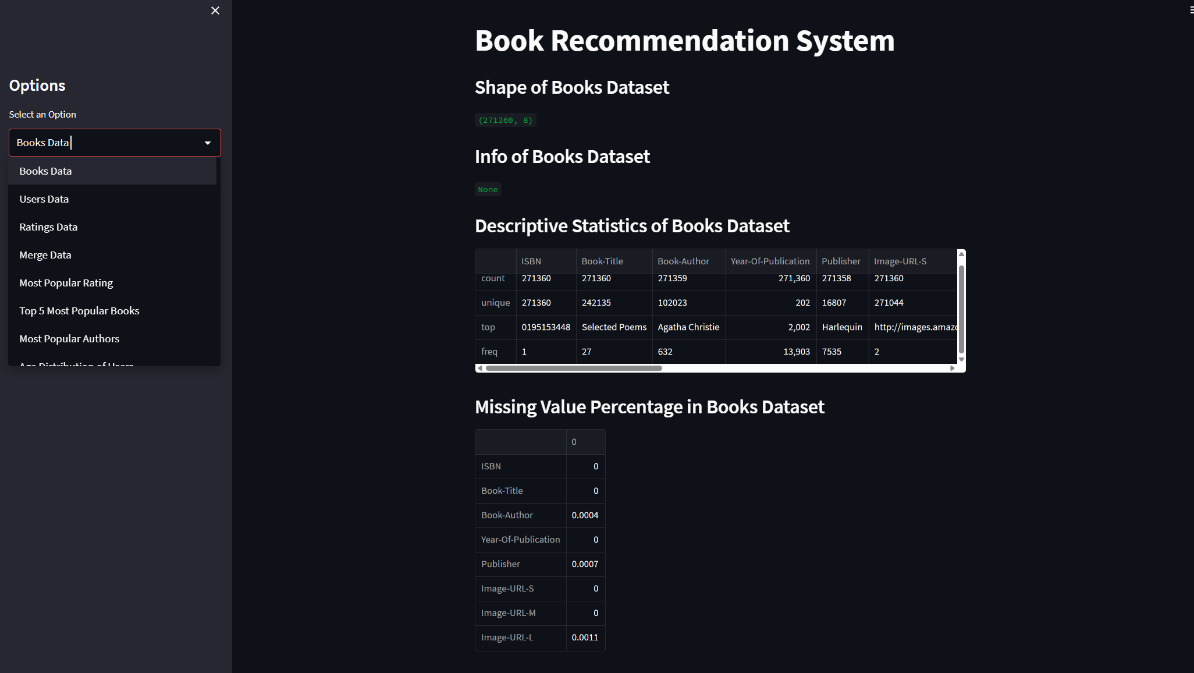 Options
Select an Option
Books Data
Books Data
Users Data
Ratings Data
Merge Data
Most Popular Rating
Top 5 Most Popular Books
Most Popular Authors
Age Distribution of Users
Book Recommendation System
Shape of Books Dataset
(271360, 8)
Info of Books Dataset
None
Descriptive Statistics of Books Dataset
ISBN Book-Title Book-Author Year-Of-Publication Publisher Image-URL-S
count 271360 271360 271359 271,360 271358 271360
unique 271360 242135 102023 202 16807 271044
top 0195153448 Selected Poems Agatha Christie 2,002 Harlequin http://images.amazo
freq 1 27 632 13,903 7535 2
Missing Value Percentage in Books Dataset
0
ISBN 0
Book-Title 0
Book-Author 0.0004
Year-Of-Publication 0
Publisher 0.0007
Image-URL-S 0
Image-URL-M 0
Image-URL-L 0.0011